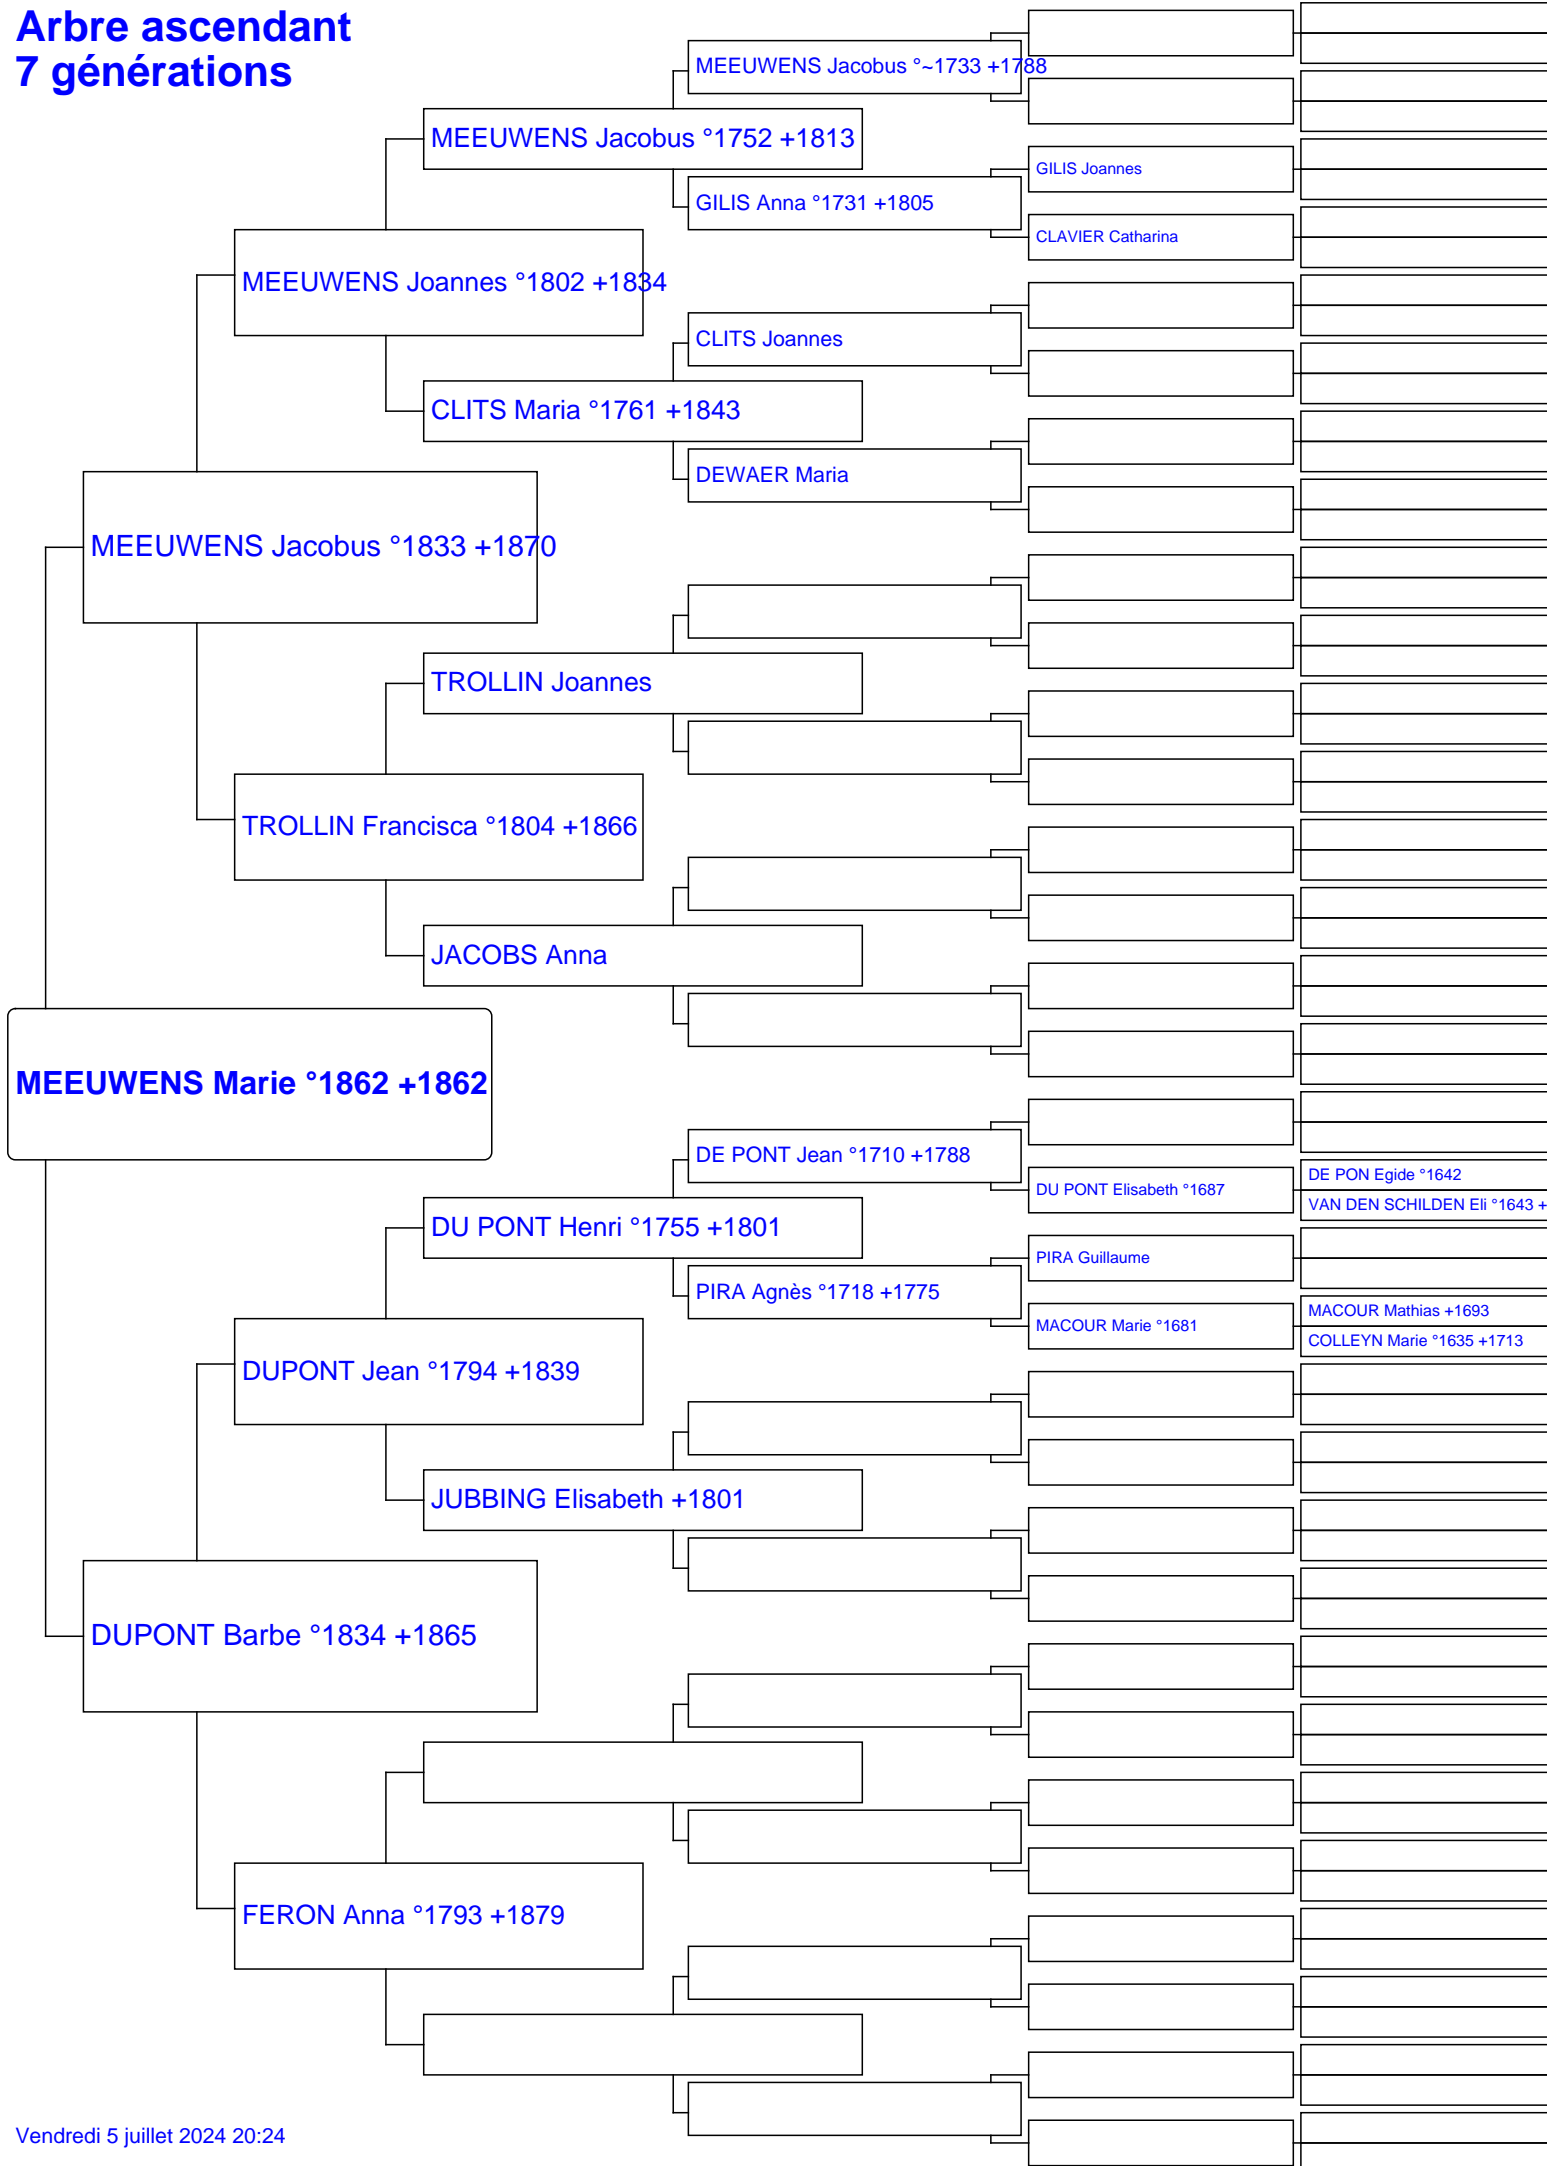 Arbre ascendant
7 générations
MEEUWENS Jacobus °~1733 +1788
MEEUWENS Jacobus °1752 +1813
GILIS Joannes
GILIS Anna °1731 +1805
CLAVIER Catharina
MEEUWENS Joannes °1802 +1834
CLITS Joannes
CLITS Maria °1761 +1843
DEWAER Maria
MEEUWENS Jacobus °1833 +1870
TROLLIN Joannes
TROLLIN Francisca °1804 +1866
JACOBS Anna
MEEUWENS Marie °1862 +1862
DE PONT Jean °1710 +1788
DE PON Egide °1642
DU PONT Elisabeth °1687
VAN DEN SCHILDEN Eli °1643 +
DU PONT Henri °1755 +1801
PIRA Guillaume
PIRA Agnès °1718 +1775
MACOUR Mathias +1693
MACOUR Marie °1681
COLLEYN Marie °1635 +1713
DUPONT Jean °1794 +1839
JUBBING Elisabeth +1801
DUPONT Barbe °1834 +1865
FERON Anna °1793 +1879
Vendredi 5 juillet 2024 20:24